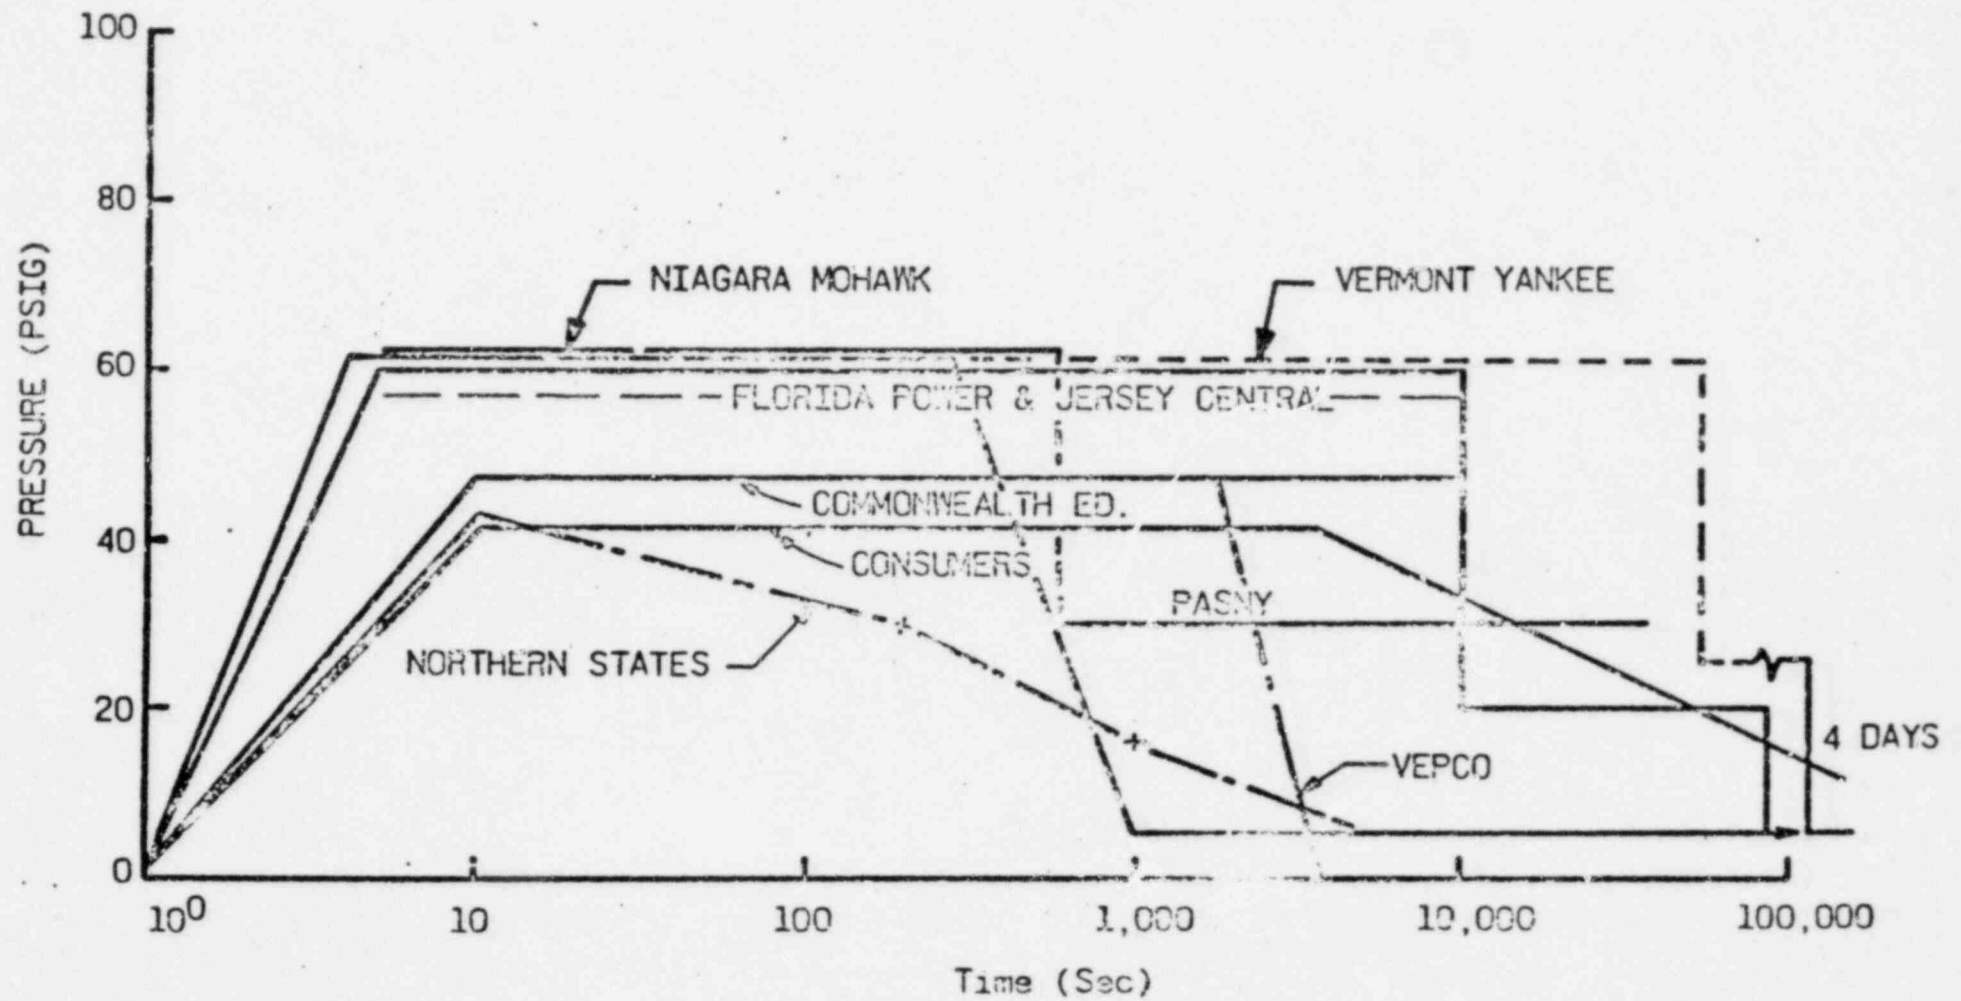 100
80
60
40
20
0
PRESSURE (PSIG)
NIAGARA MOHAWK
VERMONT YANKEE
FLORIDA POWER & JERSEY CENTRAL
COMMONWEALTH ED.
CONSUMERS
PASNY
NORTHERN STATES
4 DAYS
VEPCO
10⁰
10
100
1,000
10,000
100,000
Time (Sec)